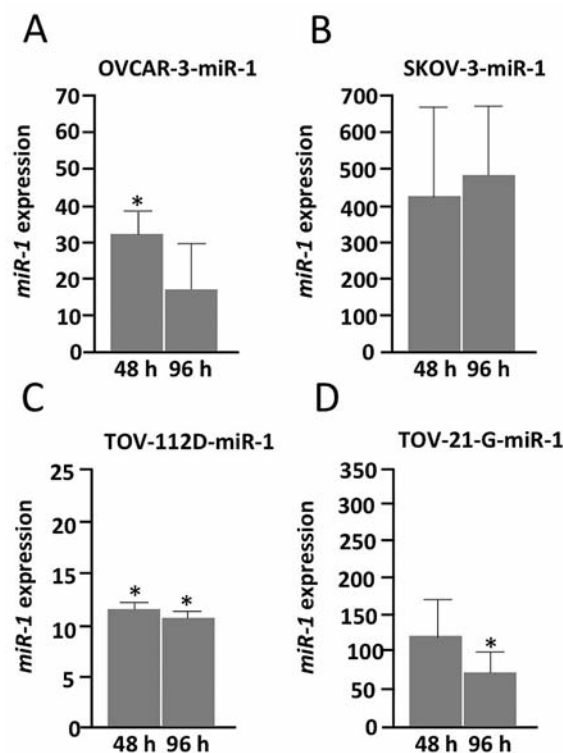 A
OVCAR-3-miR-1
miR-1 expression
70
60
50
40
30
20
10
0
*
48 h 96 h
B
SKOV-3-miR-1
miR-1 expression
700
600
500
400
300
200
100
0
48 h 96 h
C
TOV-112D-miR-1
miR-1 expression
25
20
15
10
5
0
* *
48 h 96 h
D
TOV-21-G-miR-1
miR-1 expression
350
300
250
200
150
100
50
0
*
48 h 96 h